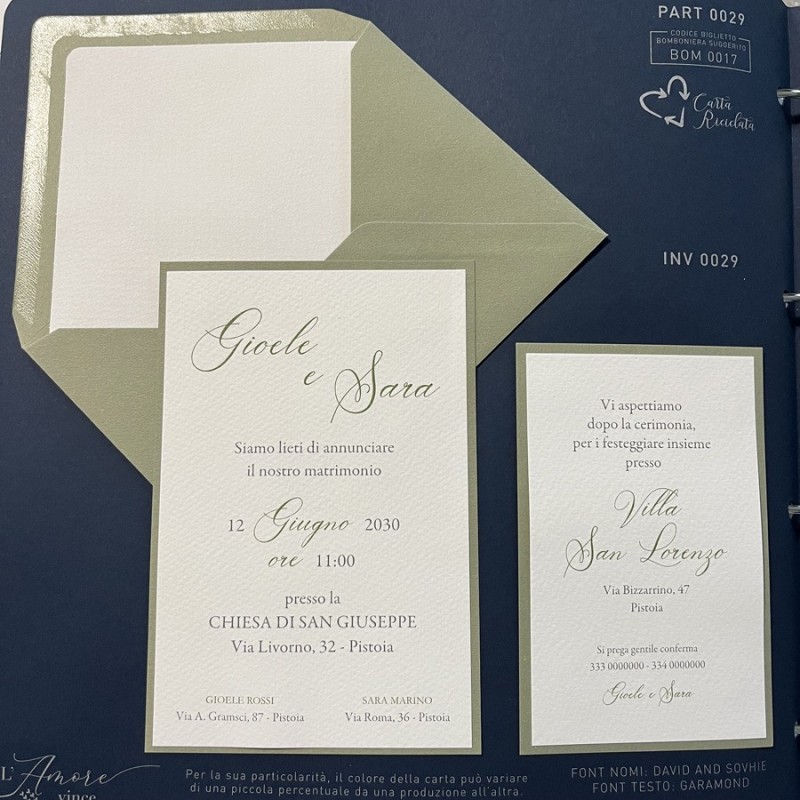 PART 0029
CODICE BIGLIETTO
BOMBONIERA SUGGERITO
BOM 0017
Carta
Riciclata
INV 0029
Gioele
e Sara
Siamo lieti di annunciare
il nostro matrimonio
12 Giugno 2030
ore 11:00
presso la
CHIESA DI SAN GIUSEPPE
Via Livorno, 32 - Pistoia
GIOELE ROSSI
Via A. Gramsci, 87 - Pistoia
SARA MARINO
Via Roma, 36 - Pistoia
Vi aspettiamo
dopo la cerimonia,
per i festeggiare insieme
presso
Villa
San Lorenzo
Via Bizzarrino, 47
Pistoia
Si prega gentile conferma
333 0000000 - 334 0000000
Gioele e Sara
L'Amore
vince
Per la sua particolarità, il colore della carta può variare
di una piccola percentuale da una produzione all'altra.
FONT NOMI: DAVID AND SOVHIE
FONT TESTO: GARAMOND